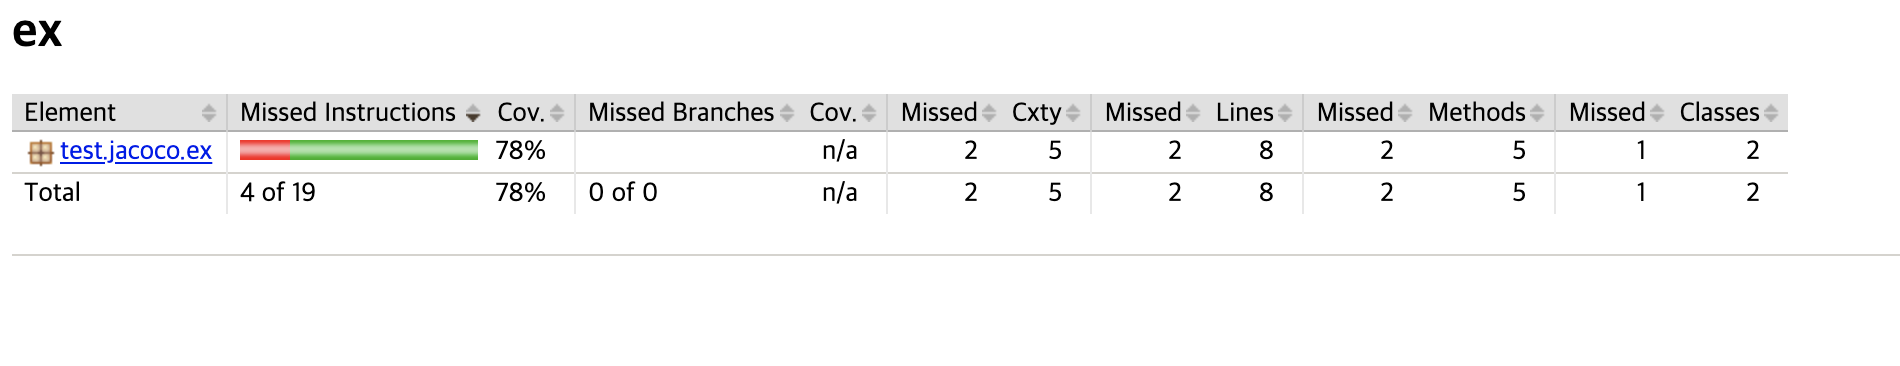 ex
Element Missed Instructions Cov. Missed Branches Cov. Missed Cxty Missed Lines Missed Methods Missed Classes
test.jacoco.ex 78% n/a 2 5 2 8 2 5 1 2
Total 4 of 19 78% 0 of 0 n/a 2 5 2 8 2 5 1 2